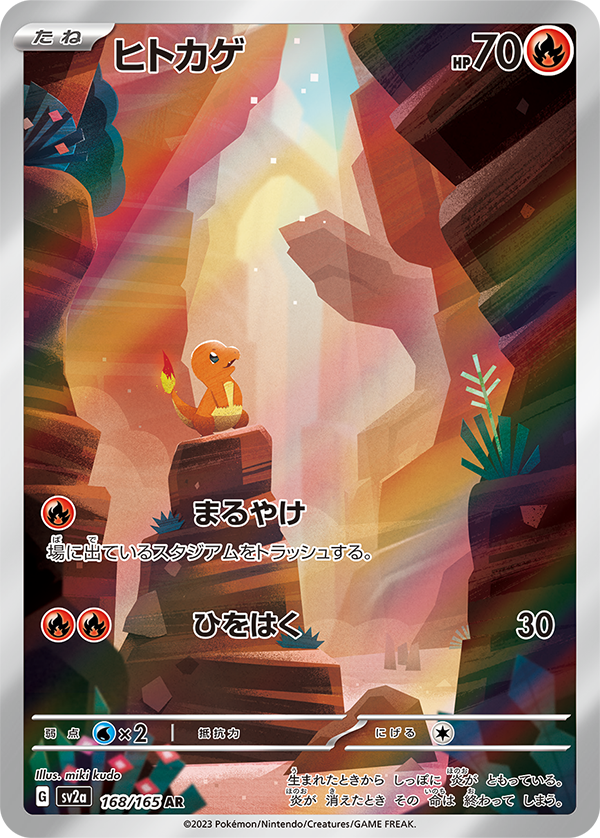 たね ヒトカゲ HP70
まるやけ
場に出ているスタジアムをトラッシュする。
ひをはく 30
弱点 ×2 抵抗力 にげる
Illus. miki kudo
G sv2a 168/165 AR
生まれたときから しっぽに 炎が ともっている。
炎が 消えたとき その 命は 終わって しまう。
©2023 Pokémon/Nintendo/Creatures/GAME FREAK.